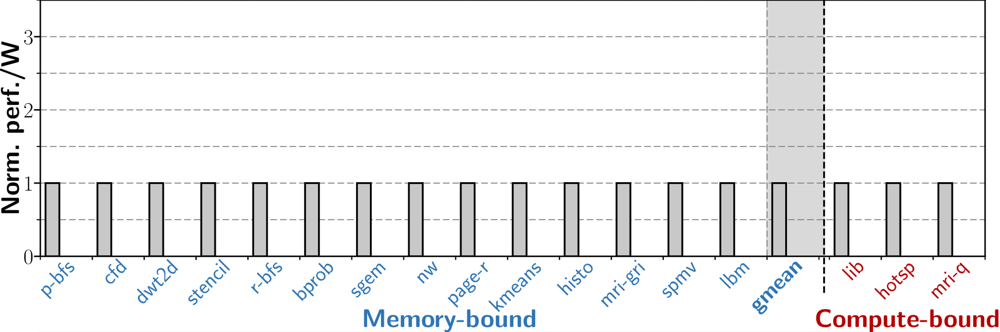 Norm. perf./W
3
2
1
0
p-bfs
cfd
dwt2d
stencil
r-bfs
bprob
sgem
nw
page-r
kmeans
histo
mri-gri
spmv
lbm
gmean
lib
hotsp
mri-q
Memory-bound
Compute-bound